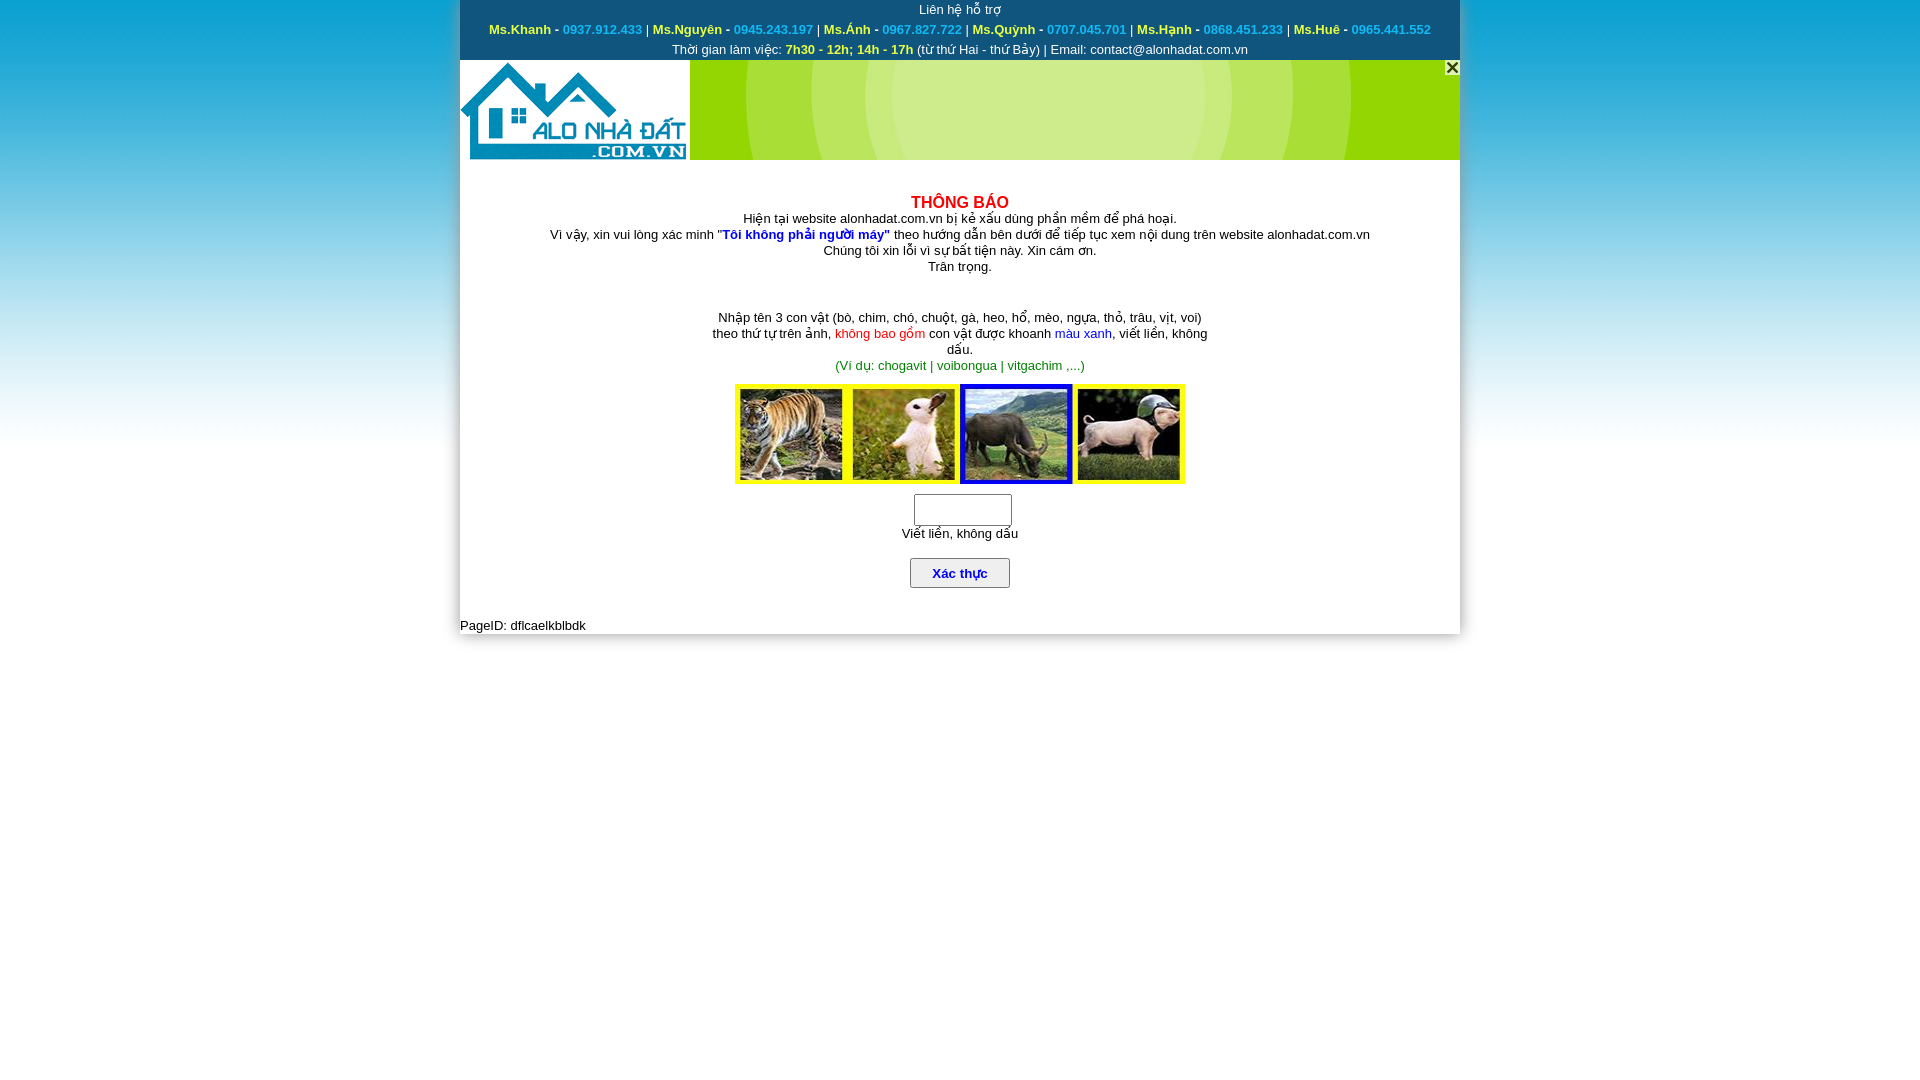 Liên hệ hỗ trợ
Ms.Khanh - 0937.912.433 | Ms.Nguyên - 0945.243.197 | Ms.Ánh - 0967.827.722 | Ms.Quỳnh - 0707.045.701 | Ms.Hạnh - 0868.451.233 | Ms.Huê - 0965.441.552
Thời gian làm việc: 7h30 - 12h; 14h - 17h (từ thứ Hai - thứ Bảy) | Email: contact@alonhadat.com.vn
ALO NHÀ ĐẤT
.COM.VN
THÔNG BÁO
Hiện tại website alonhadat.com.vn bị kẻ xấu dùng phần mềm để phá hoại.
Vì vậy, xin vui lòng xác minh "Tôi không phải người máy" theo hướng dẫn bên dưới để tiếp tục xem nội dung trên website alonhadat.com.vn
Chúng tôi xin lỗi vì sự bất tiện này. Xin cám ơn.
Trân trọng.
Nhập tên 3 con vật (bò, chim, chó, chuột, gà, heo, hổ, mèo, ngựa, thỏ, trâu, vịt, voi)
theo thứ tự trên ảnh, không bao gồm con vật được khoanh màu xanh, viết liền, không
dấu.
(Ví dụ: chogavit | voibongua | vitgachim ,...)
Viết liền, không dấu
Xác thực
PageID: dflcaelkblbdk